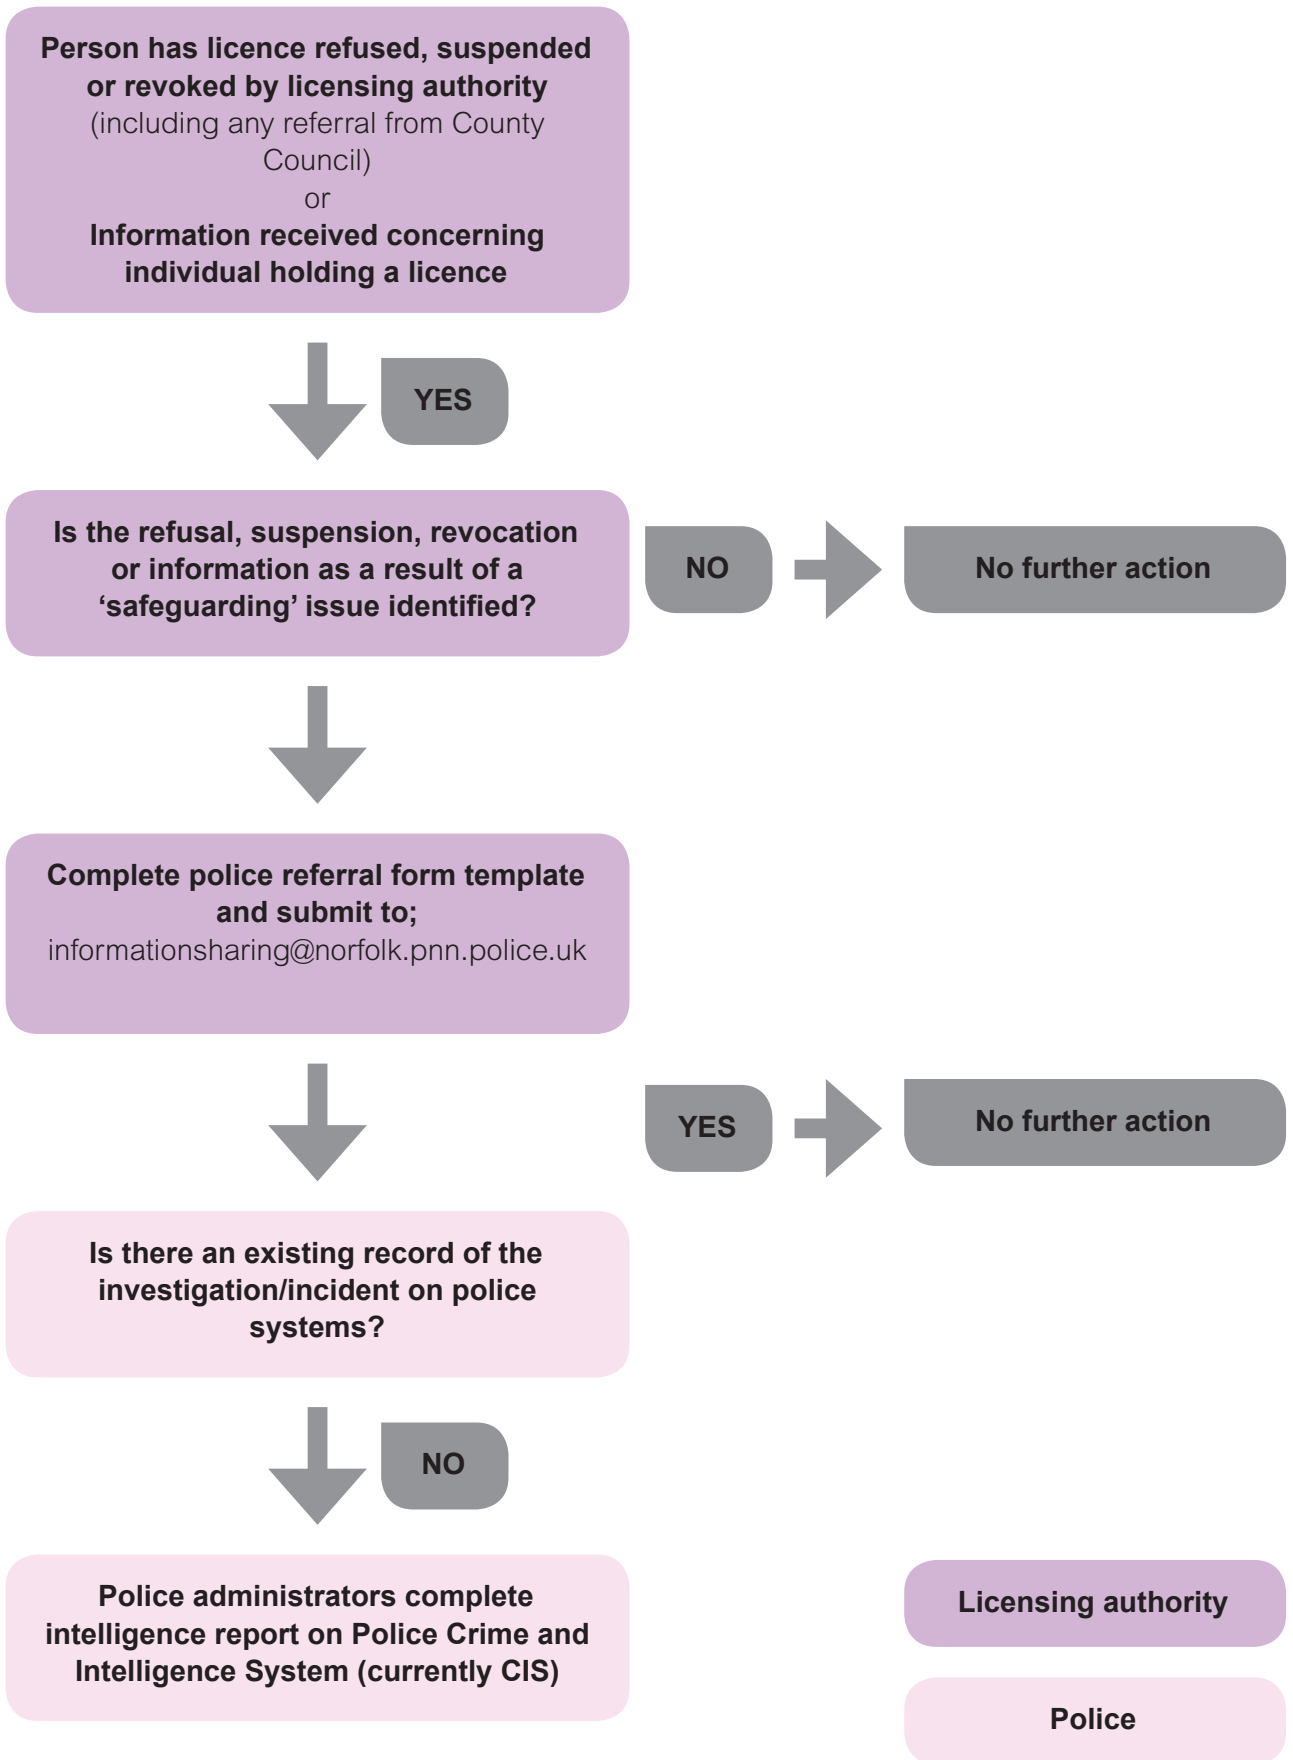 Person has licence refused, suspended
or revoked by licensing authority
(including any referral from County
Council)
or
Information received concerning
individual holding a licence
YES
Is the refusal, suspension, revocation
or information as a result of a
‘safeguarding’ issue identified?
NO
No further action
Complete police referral form template
and submit to;
informationsharing@norfolk.pnn.police.uk
YES
No further action
Is there an existing record of the
investigation/incident on police
systems?
NO
Police administrators complete
intelligence report on Police Crime and
Intelligence System (currently CIS)
Licensing authority
Police